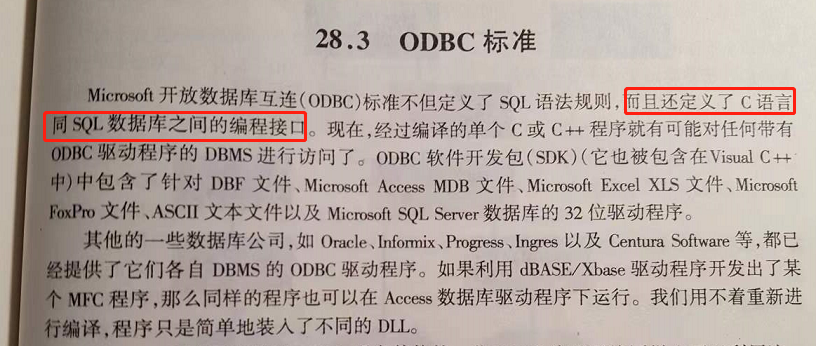 28.3 ODBC 标准
Microsoft 开放数据库互连(ODBC)标准不但定义了 SQL 语法规则,而且还定义了 C 语言
同 SQL 数据库之间的编程接口。现在,经过编译的单个 C 或 C++ 程序就有可能对任何带有
ODBC 驱动程序的 DBMS 进行访问了。ODBC 软件开发包(SDK)(它也被包含在 Visual C++
中)中包含了针对 DBF 文件、Microsoft Access MDB 文件、Microsoft Excel XLS 文件、Microsoft
FoxPro 文件、ASCII 文本文件以及 Microsoft SQL Server 数据库的 32 位驱动程序。
其他的一些数据库公司,如 Oracle、Informix、Progress、Ingres 以及 Centura Software 等,都已
经提供了它们各自 DBMS 的 ODBC 驱动程序。如果利用 dBASE/Xbase 驱动程序开发出了某
个 MFC 程序,那么同样的程序也可以在 Access 数据库驱动程序下运行。我们用不着重新进
行编译,程序只是简单地装入了不同的 DLL。